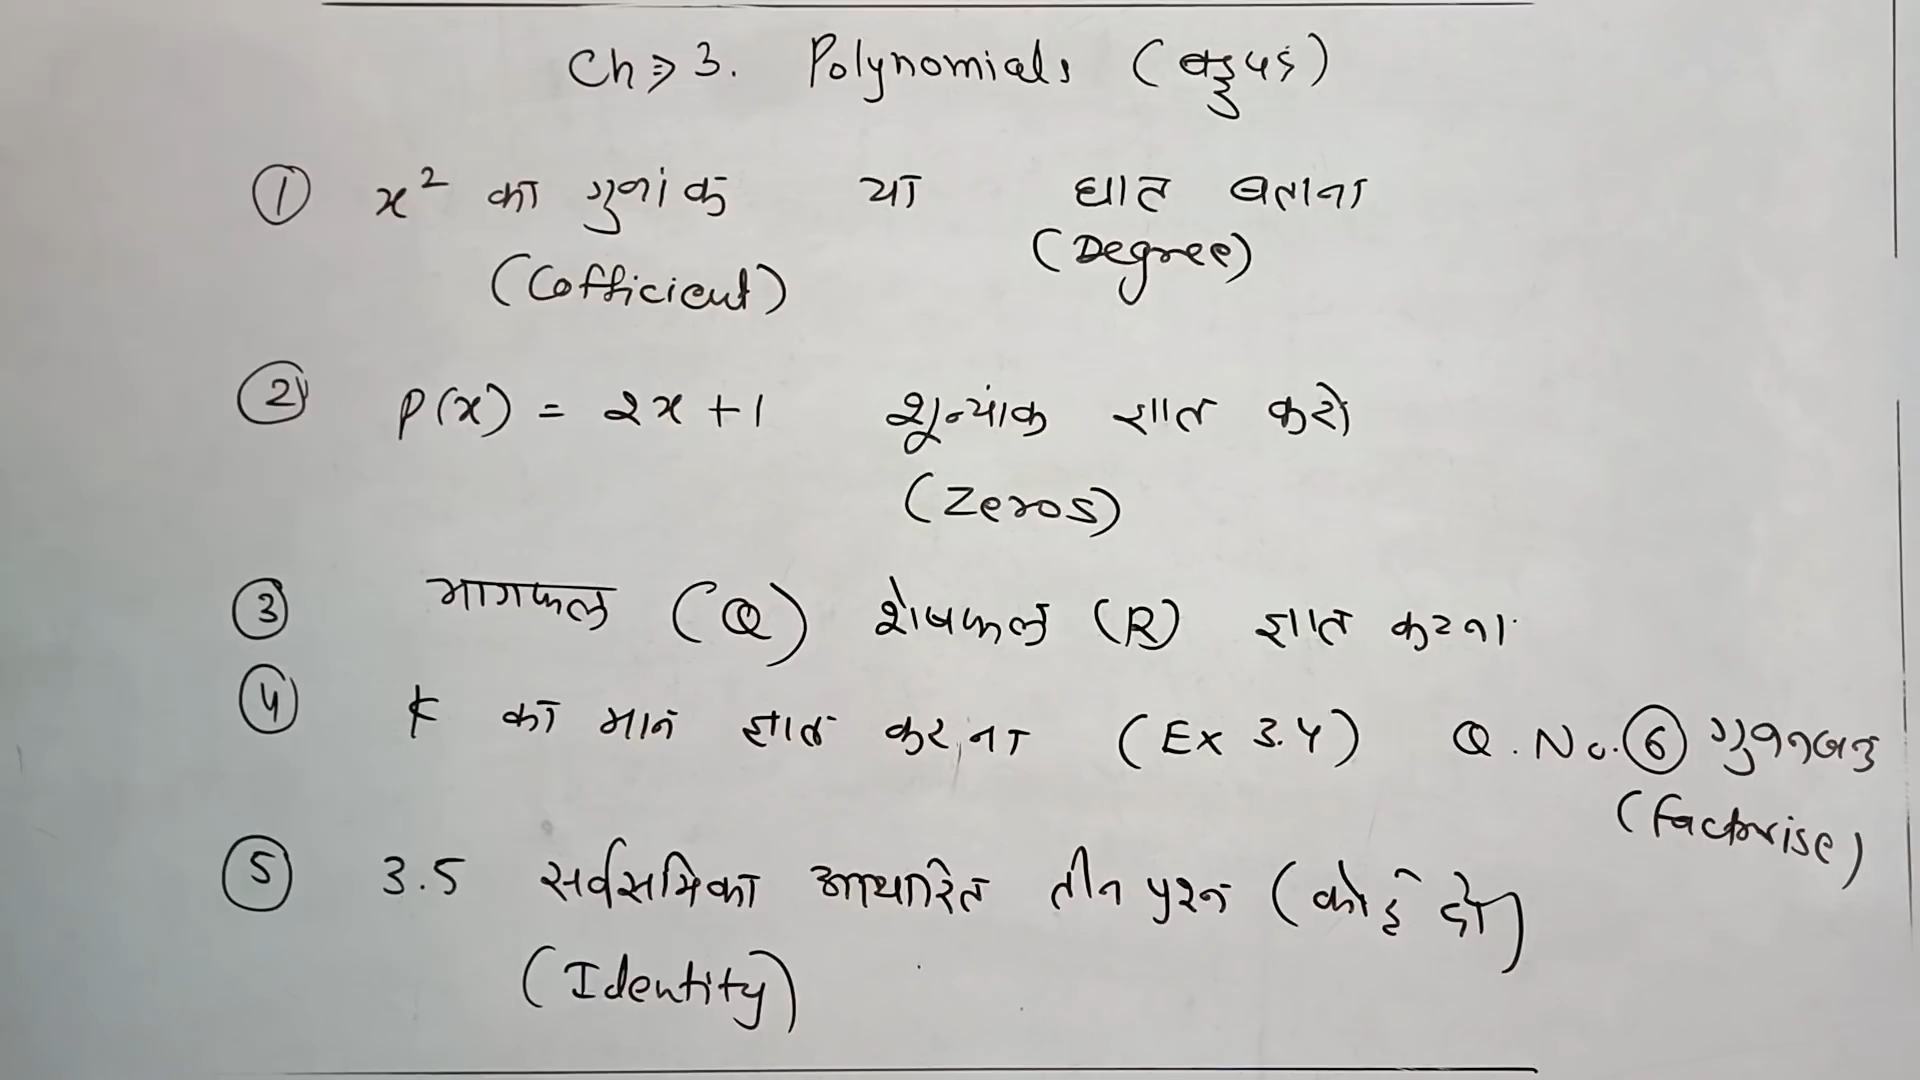 Ch⇒ 3. Polynomials (बहुपद)
① x² का गुनांक या घात बताना
(Cofficient) (Degree)
② P(x) = 2x+1 शून्यांक ज्ञात करो
(Zeros)
③ भागफल (Q) शेषफल (R) ज्ञात करना
④ K का मान ज्ञात करना (Ex 3.4) Q.No.⑥ गुणनखंड
(factorise)
⑤ 3.5 सर्वसमिका आधारित तीन प्रश्न (कोई दो)
(Identity)